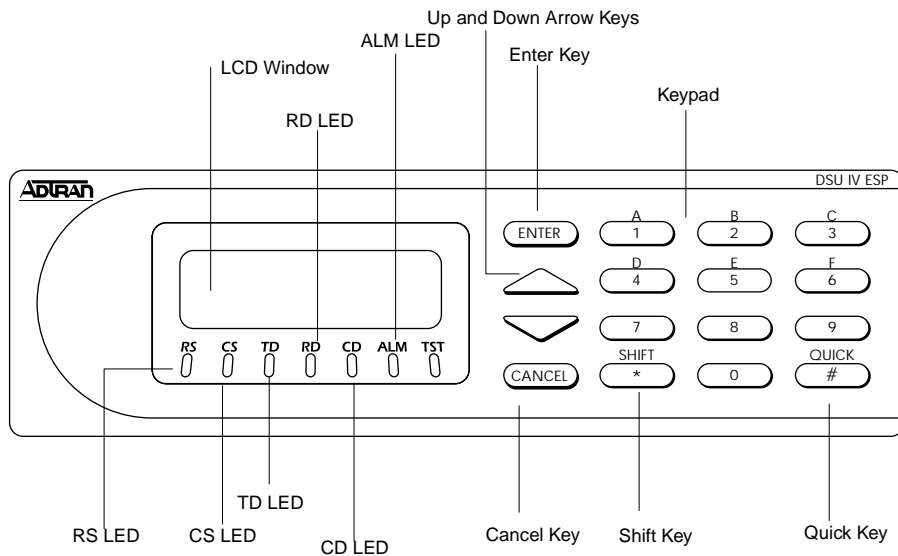 Up and Down Arrow Keys
ALM LED
Enter Key
LCD Window
Keypad
RD LED
ADTRAN
DSU IV ESP
A B C
ENTER 1 2 3
D E F
4 5 6
7 8 9
RS CS TD RD CD ALM TST
SHIFT QUICK
CANCEL * 0 #
TD LED
RS LED
CS LED
CD LED
Cancel Key
Shift Key
Quick Key